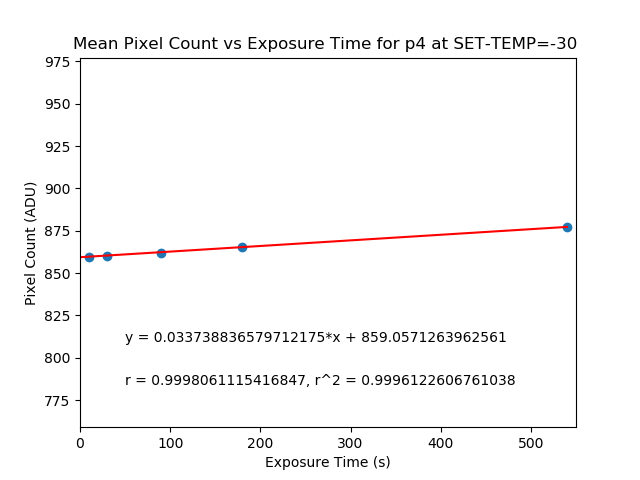 Mean Pixel Count vs Exposure Time for p4 at SET-TEMP=-30
975
950
925
900
875
850
825
800
775
Pixel Count (ADU)
y = 0.033738836579712175*x + 859.0571263962561
r = 0.9998061115416847, r^2 = 0.9996122606761038
0 100 200 300 400 500
Exposure Time (s)